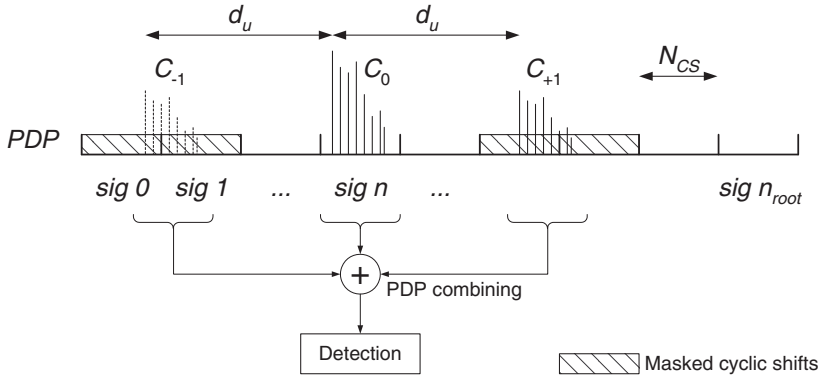 d_u d_u
C_-1 C_0 C_+1 N_CS
PDP
sig 0 sig 1 ... sig n ... sig n_root
+
PDP combining
Detection
Masked cyclic shifts